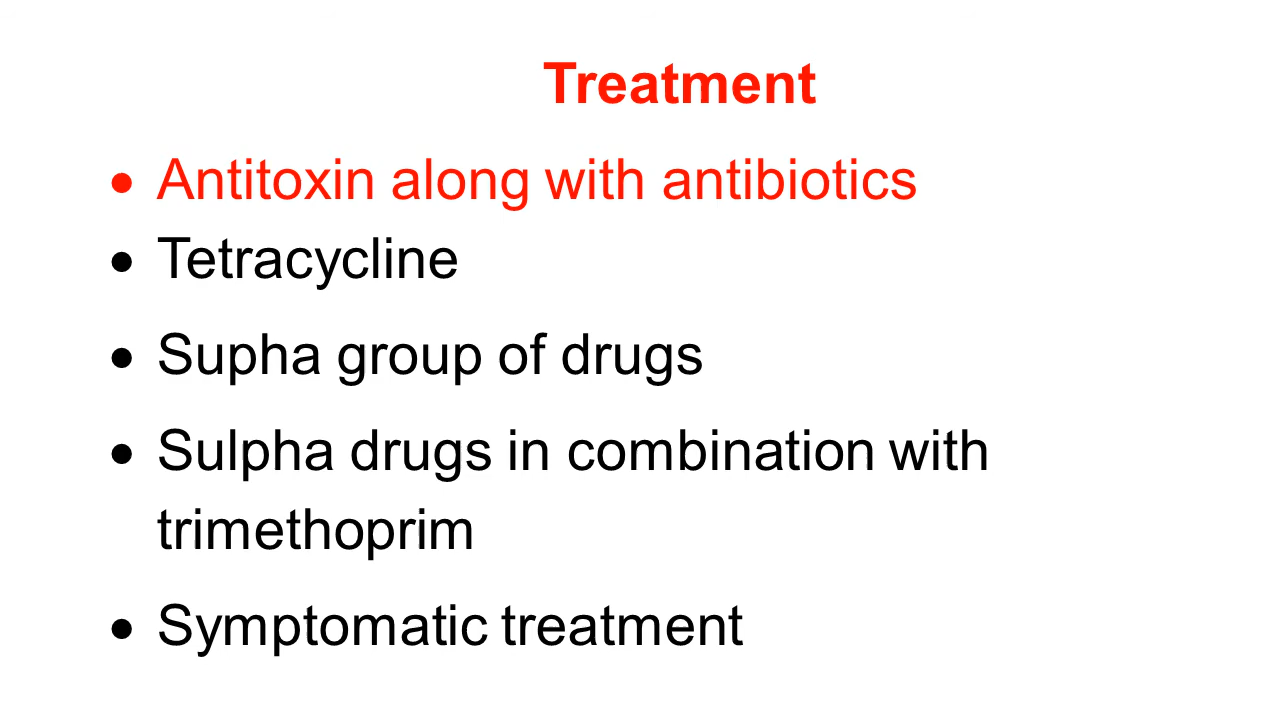 Treatment
• Antitoxin along with antibiotics
• Tetracycline
• Supha group of drugs
• Sulpha drugs in combination with
trimethoprim
• Symptomatic treatment